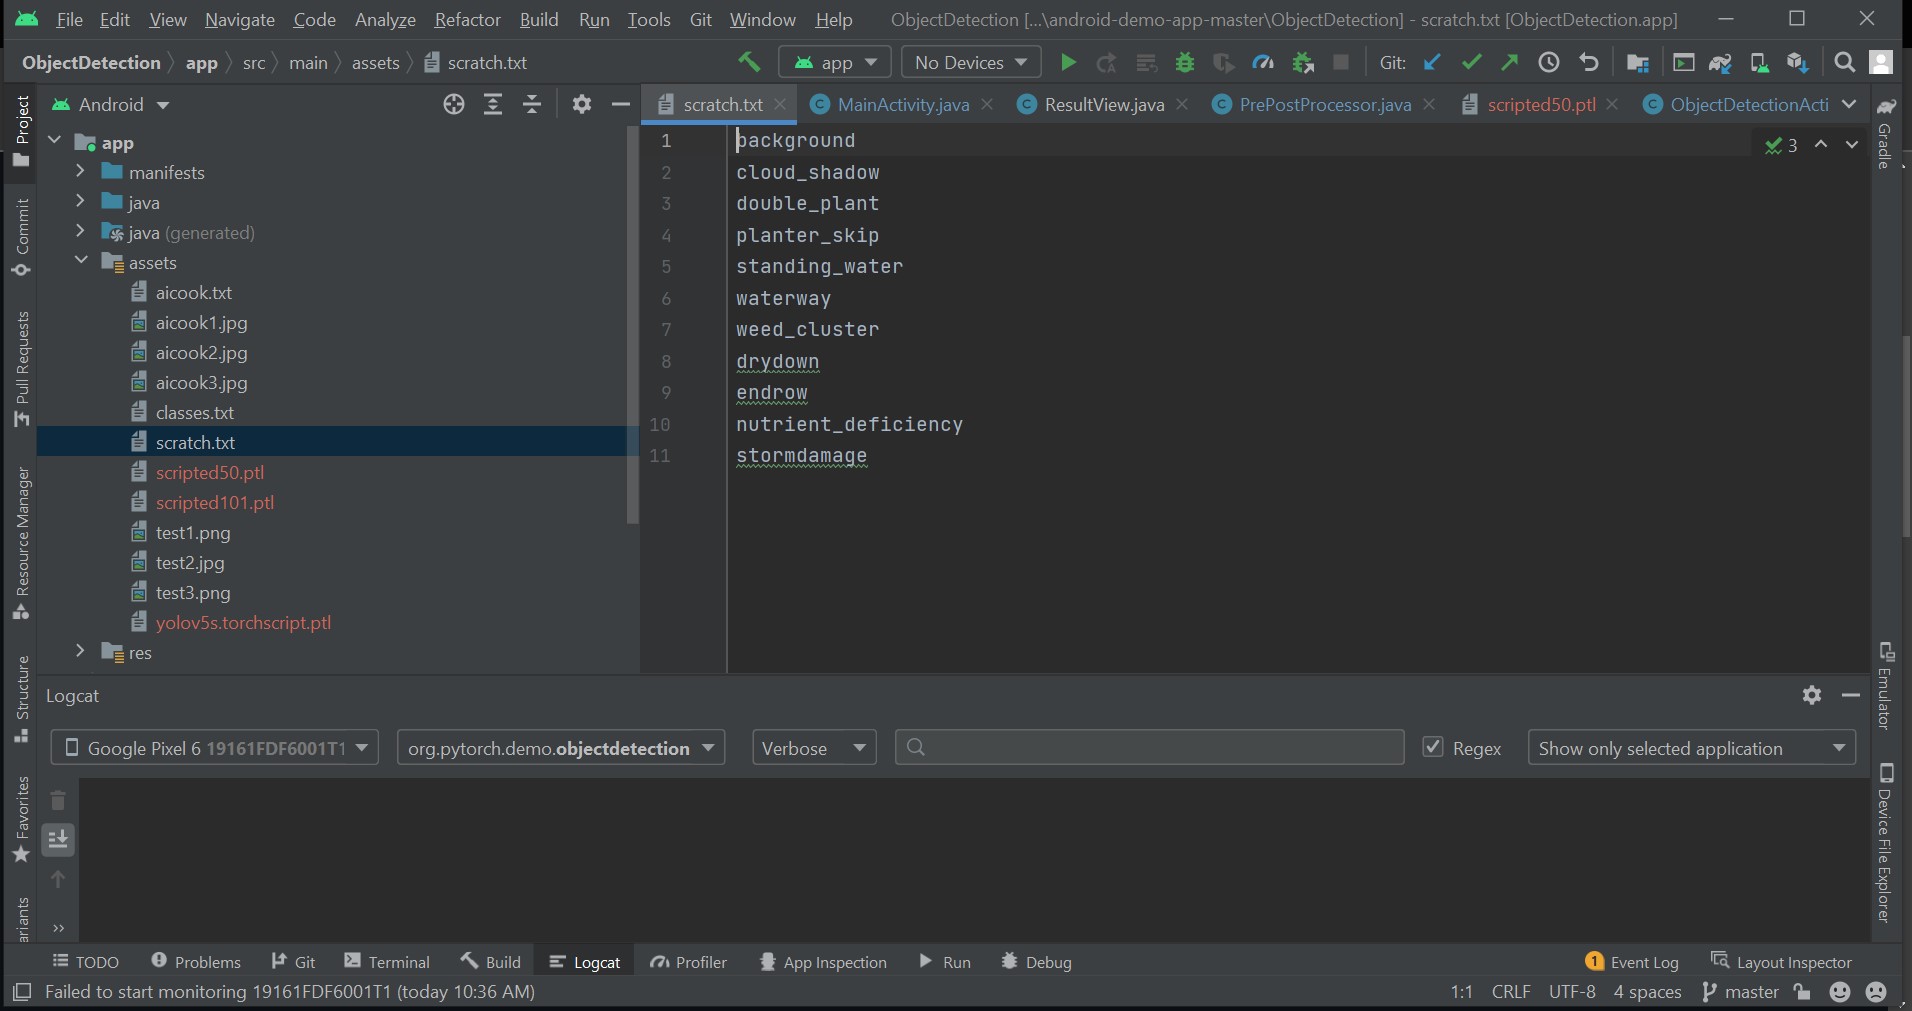 File Edit View Navigate Code Analyze Refactor Build Run Tools Git Window Help ObjectDetection [...\android-demo-app-master\ObjectDetection] - scratch.txt [ObjectDetection.app]
ObjectDetection app src main assets scratch.txt app No Devices Git:
Android
scratch.txt MainActivity.java ResultView.java PrePostProcessor.java scripted50.ptl ObjectDetectionActi
Project
Commit
Pull Requests
Resource Manager
Structure
Favorites
ariants
app
manifests
java
java (generated)
assets
aicook.txt
aicook1.jpg
aicook2.jpg
aicook3.jpg
classes.txt
scratch.txt
scripted50.ptl
scripted101.ptl
test1.png
test2.jpg
test3.png
yolov5s.torchscript.ptl
res
1 background
2 cloud_shadow
3 double_plant
4 planter_skip
5 standing_water
6 waterway
7 weed_cluster
8 drydown
9 endrow
10 nutrient_deficiency
11 stormdamage
3
Gradle
Emulator
Device File Explorer
Logcat
Google Pixel 6 19161FDF6001T1 org.pytorch.demo.objectdetection Verbose Regex Show only selected application
TODO Problems Git Terminal Build Logcat Profiler App Inspection Run Debug 1 Event Log Layout Inspector
Failed to start monitoring 19161FDF6001T1 (today 10:36 AM) 1:1 CRLF UTF-8 4 spaces master